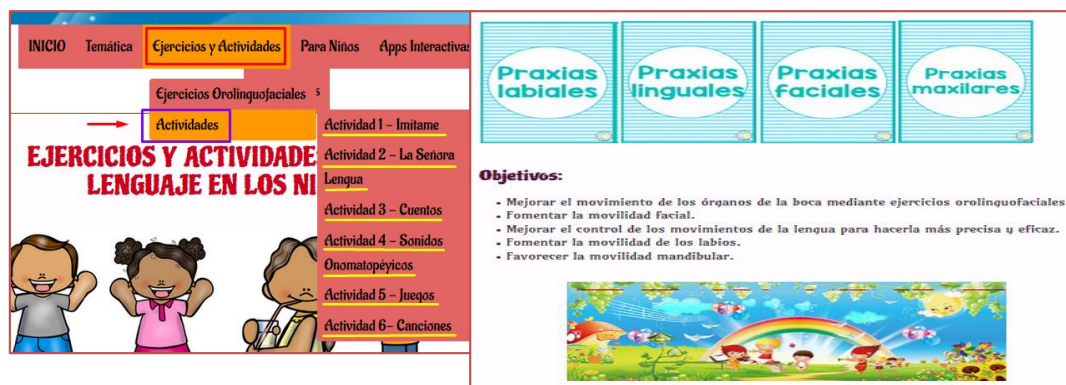 INICIO Temática Ejercicios y Actividades Para Niños Apps Interactivas
Ejercicios Orolinguofaciales s
Actividades
Actividad 1 – Imítame
Actividad 2 – La Señora
Lengua
Actividad 3 – Cuentos
Actividad 4 – Sonidos
Onomatopéyicos
Actividad 5 – Juegos
Actividad 6– Canciones
EJERCICIOS Y ACTIVIDADE
LENGUAJE EN LOS NI
Praxias
labiales
Praxias
linguales
Praxias
faciales
Praxias
maxilares
Objetivos:
- Mejorar el movimiento de los órganos de la boca mediante ejercicios orolinguofaciales
- Fomentar la movilidad facial.
- Mejorar el control de los movimientos de la lengua para hacerla más precisa y eficaz.
- Fomentar la movilidad de los labios.
- Favorecer la movilidad mandibular.